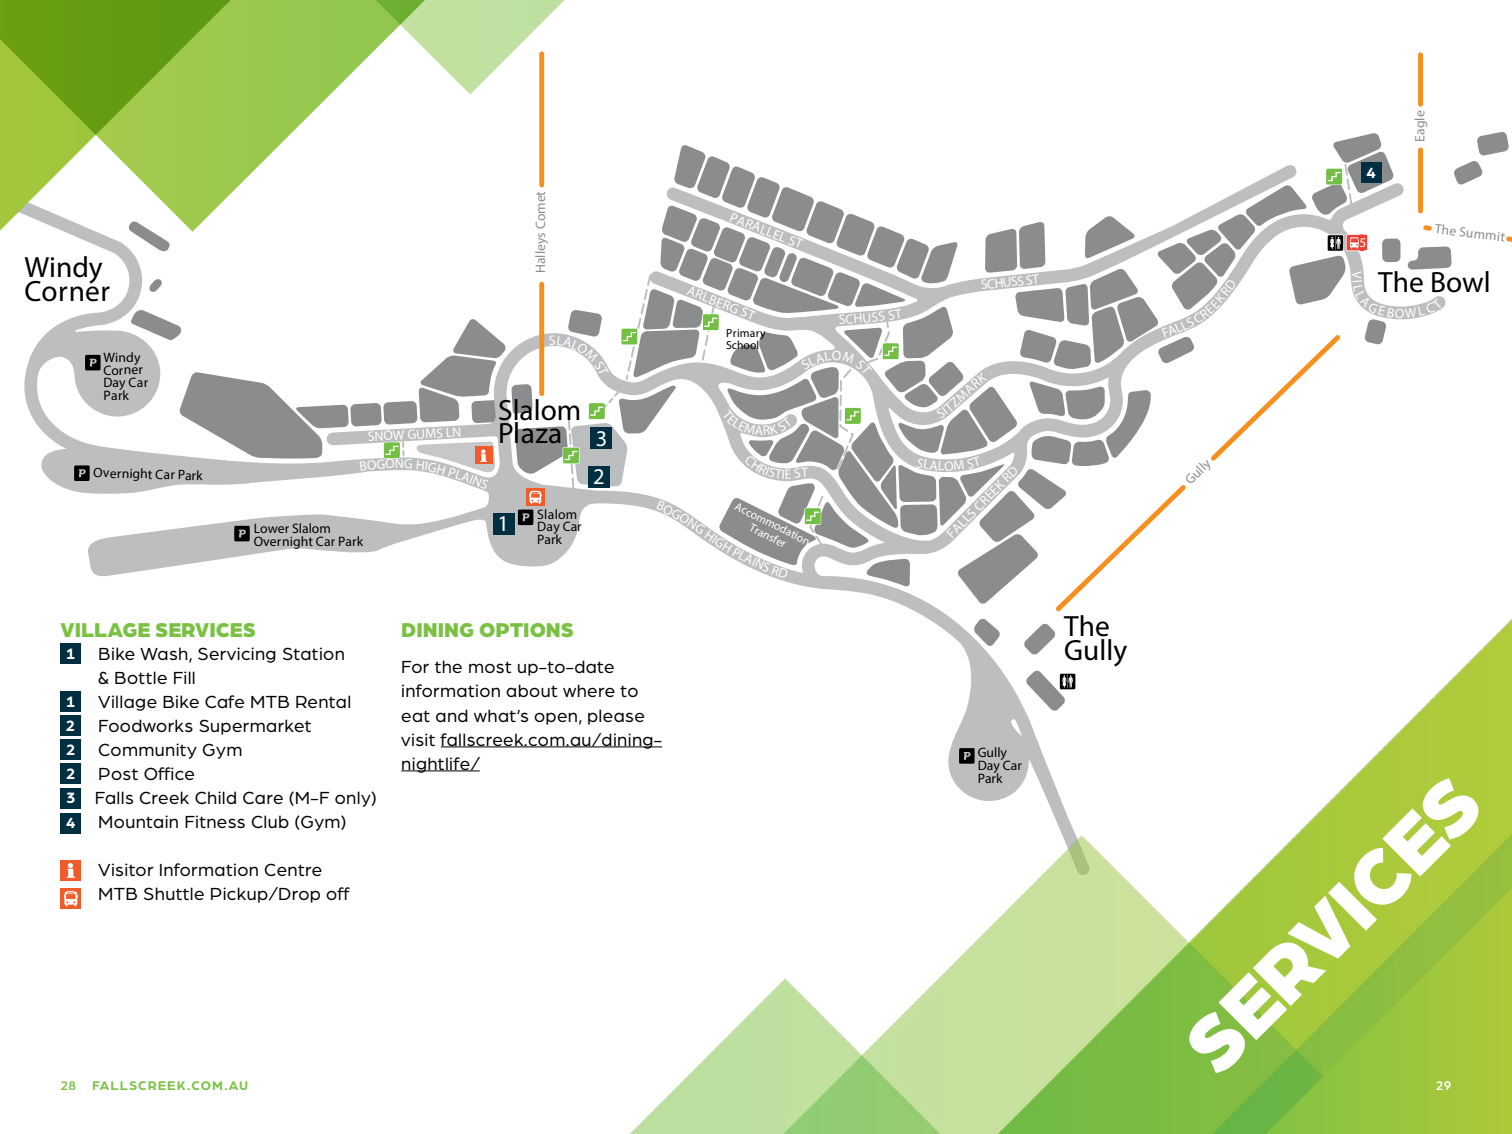 Windy
Corner
P Windy
Corner
Day Car
Park
P Overnight Car Park
P Lower Slalom
Overnight Car Park
SNOW GUMS LN
BOGONG HIGH PLAINS
Halleys Comet
SLALOM ST
Slalom
Plaza
3
2
1
P Slalom
Day Car
Park
PARALLEL ST
ARLBERG ST
Primary
School
SCHUSS ST
SCHUSS ST
SLALOM ST
TELEMARK ST
CHRISTIE ST
SITZMARK
SLALOM ST
FALLS CREEK RD
FALLS CREEK RD
Accommodation
Transfer
BOGONG HIGH PLAINS RD
Eagle
4
The Summit
5
The Bowl
VILLAGE BOWL CT
Gully
The
Gully
P Gully
Day Car
Park
VILLAGE SERVICES
1 Bike Wash, Servicing Station
& Bottle Fill
1 Village Bike Cafe MTB Rental
2 Foodworks Supermarket
2 Community Gym
2 Post Office
3 Falls Creek Child Care (M-F only)
4 Mountain Fitness Club (Gym)
i Visitor Information Centre
MTB Shuttle Pickup/Drop off
DINING OPTIONS
For the most up-to-date
information about where to
eat and what's open, please
visit fallscreek.com.au/dining-
nightlife/
SERVICES
28 FALLSCREEK.COM.AU
29